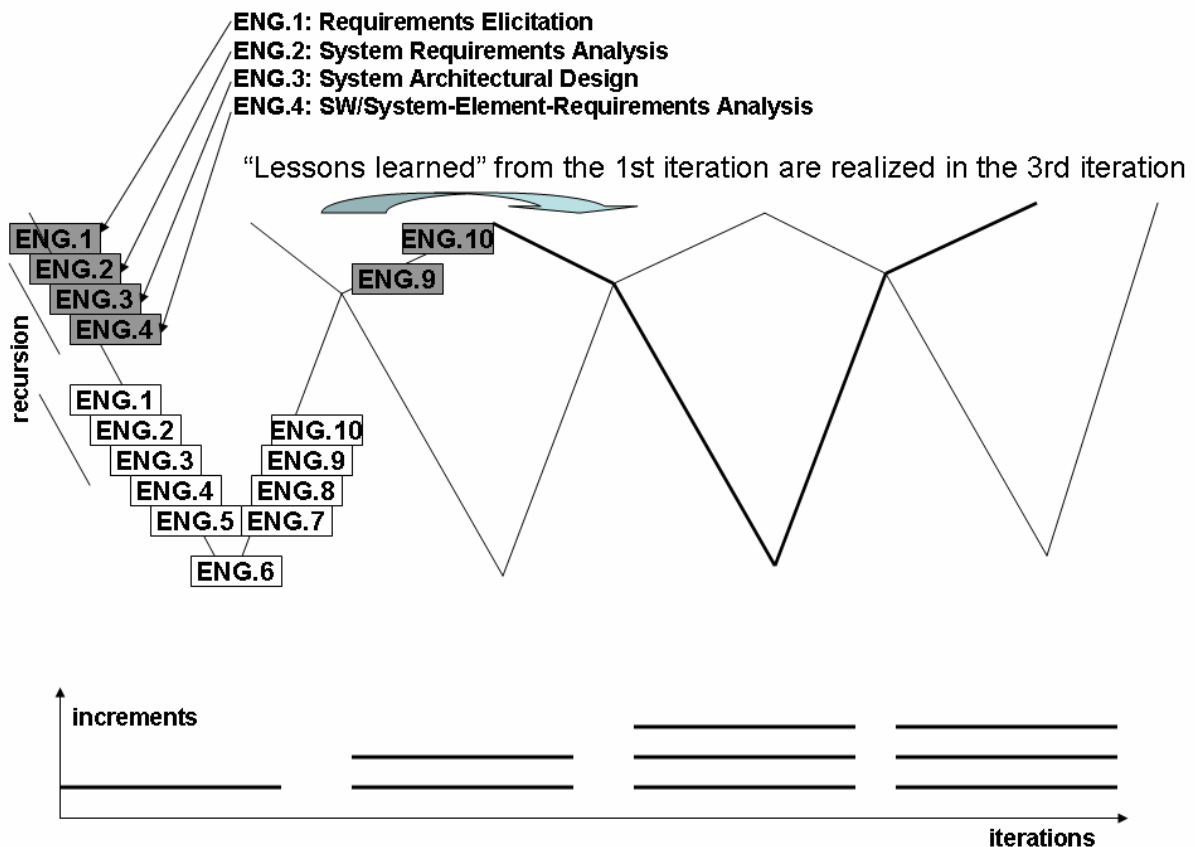 ENG.1: Requirements Elicitation
ENG.2: System Requirements Analysis
ENG.3: System Architectural Design
ENG.4: SW/System-Element-Requirements Analysis
“Lessons learned” from the 1st iteration are realized in the 3rd iteration
ENG.1
ENG.2
ENG.3
ENG.4
ENG.10
ENG.9
recursion
ENG.1
ENG.2
ENG.3
ENG.4
ENG.5
ENG.6
ENG.7
ENG.8
ENG.9
ENG.10
increments
iterations